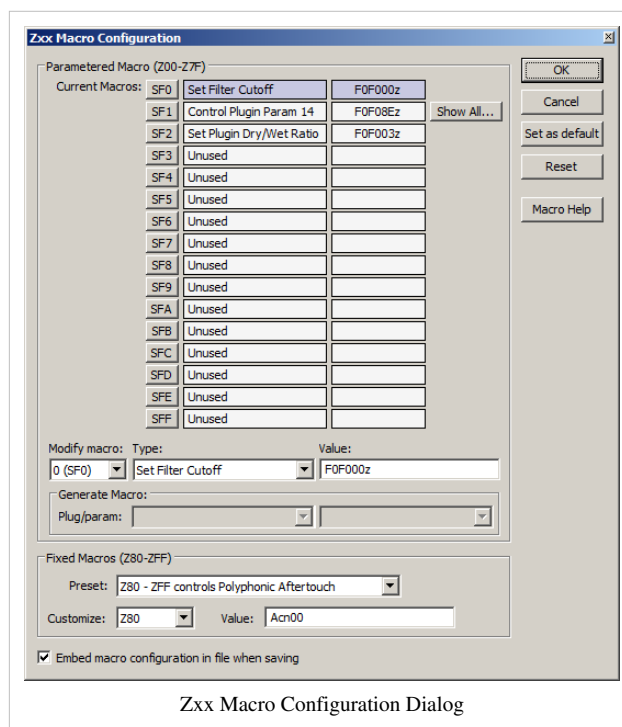 Zxx Macro Configuration
Parametered Macro (Z00-Z7F)
Current Macros: SF0 Set Filter Cutoff F0F000z
SF1 Control Plugin Param 14 F0F08Ez Show All...
SF2 Set Plugin Dry/Wet Ratio F0F003z
SF3 Unused
SF4 Unused
SF5 Unused
SF6 Unused
SF7 Unused
SF8 Unused
SF9 Unused
SFA Unused
SFB Unused
SFC Unused
SFD Unused
SFE Unused
SFF Unused
Modify macro: Type: Value:
0 (SF0) Set Filter Cutoff F0F000z
Generate Macro:
Plug/param:
Fixed Macros (Z80-ZFF)
Preset: Z80 - ZFF controls Polyphonic Aftertouch
Customize: Z80 Value: Acn00
Embed macro configuration in file when saving
OK
Cancel
Set as default
Reset
Macro Help
Zxx Macro Configuration Dialog